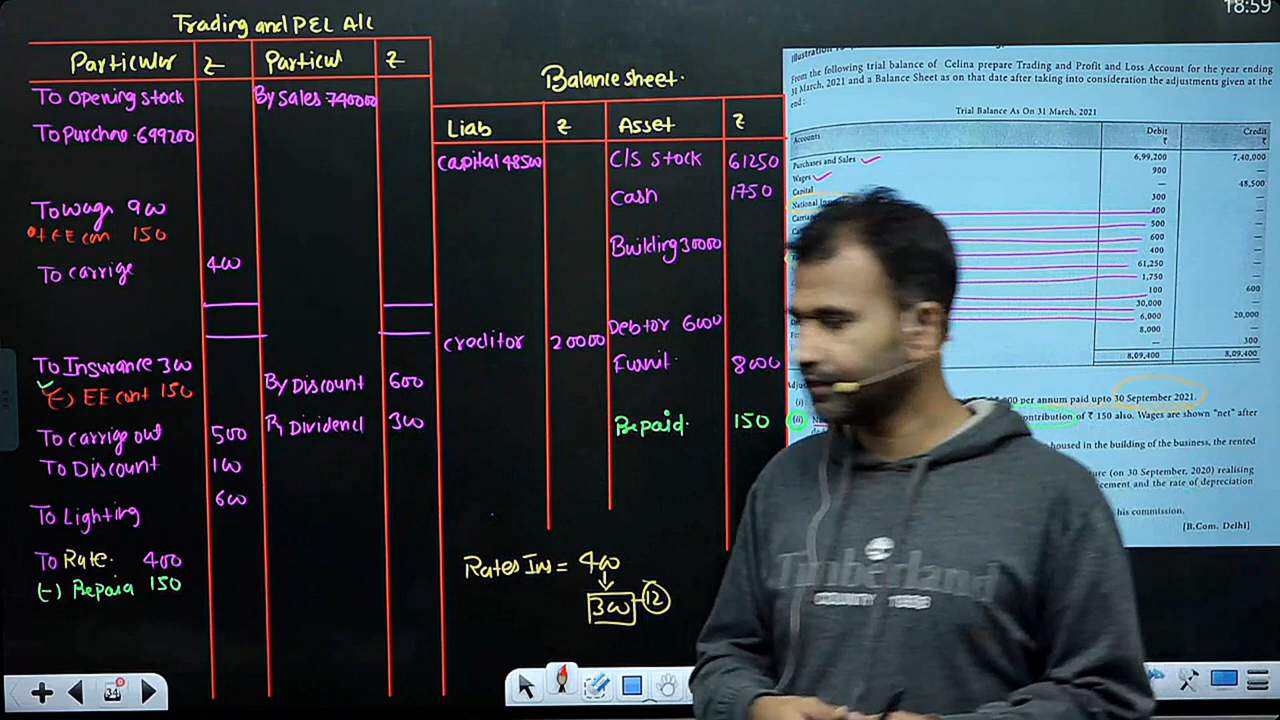 18:59
Trading and PEL A/c
Particular ₹ Particul ₹
To opening stock By Sales 740000
To Purchne 699200
To wage 900
+ EE con 150
To carrige 400
To Insurance 300 By Discount 600
(-) EE cont 150
To carrige out 500 By Dividend 300
To Discount 100
600
To Lighting
To Rate. 400
(-) Repaid 150
Balance sheet.
Liab ₹ Asset ₹
Capital 48500 C/S stock 61250
Cash 1750
Building 30000
creditor 20000 Debtor 6000
Furnit. 8000
Repaid. 150
Rates Ins = 400
300 12
Illustration
From the following trial balance of Celina prepare Trading and Profit and Loss Account for the year ending
31 March, 2021 and a Balance Sheet as on that date after taking into consideration the adjustments given at the
end:
Trial Balance As On 31 March, 2021
Accounts Debit ₹ Credit ₹
Purchases and Sales 6,99,200 7,40,000
Wages 900 —
Capital — 48,500
National 300 —
400 —
500 —
600 —
400 —
61,250 —
1,750 —
100 600
30,000 —
6,000 20,000
8,000 —
— 300
8,09,400 8,09,400
(i) per annum paid upto 30 September 2021.
(ii) contribution of ₹ 150 also. Wages are shown "net" after
housed in the building of the business, the rented
(on 30 September, 2020) realising
and the rate of depreciation
his commission.
[B.Com. Delhi]
Timberland
34